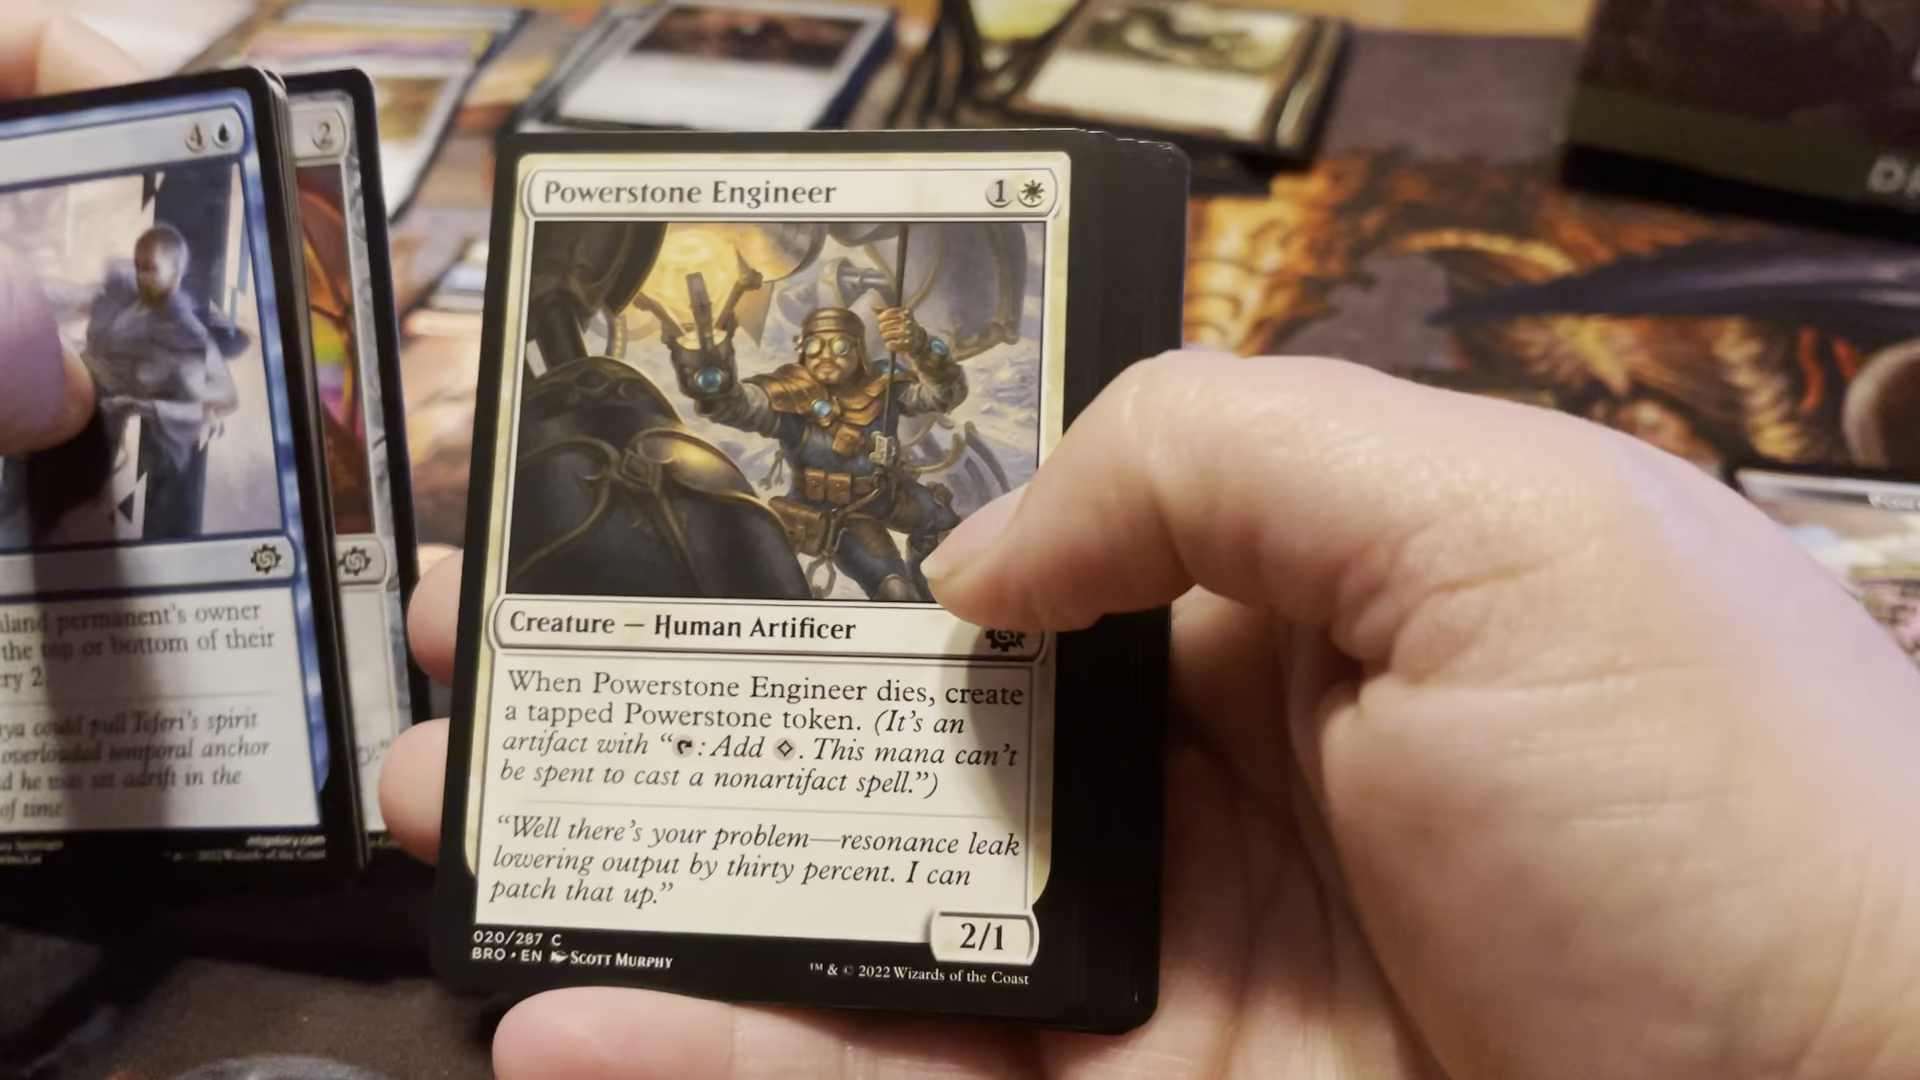 4
land permanent's owner
the top or bottom of their
ry 2.
ya could pull Teferi's spirit
overloaded temporal anchor
d he was set adrift in the
of time.
2
Powerstone Engineer 1
Creature — Human Artificer
When Powerstone Engineer dies, create
a tapped Powerstone token. (It's an
artifact with “: Add . This mana can't
be spent to cast a nonartifact spell.”)
“Well there's your problem—resonance leak
lowering output by thirty percent. I can
patch that up.”
2/1
020/287 C
BRO • EN Scott Murphy
™ & © 2022 Wizards of the Coast